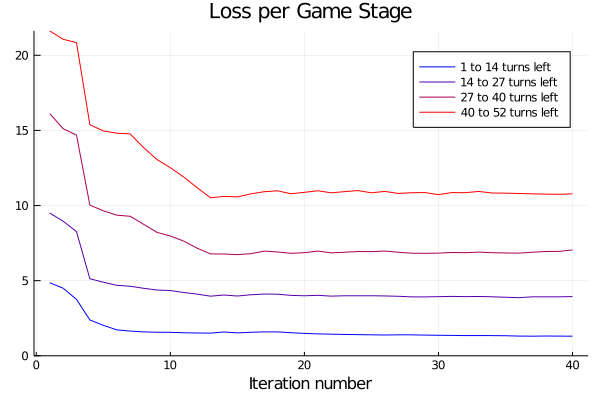 Loss per Game Stage
20
15
10
5
0
1 to 14 turns left
14 to 27 turns left
27 to 40 turns left
40 to 52 turns left
0 10 20 30 40
Iteration number